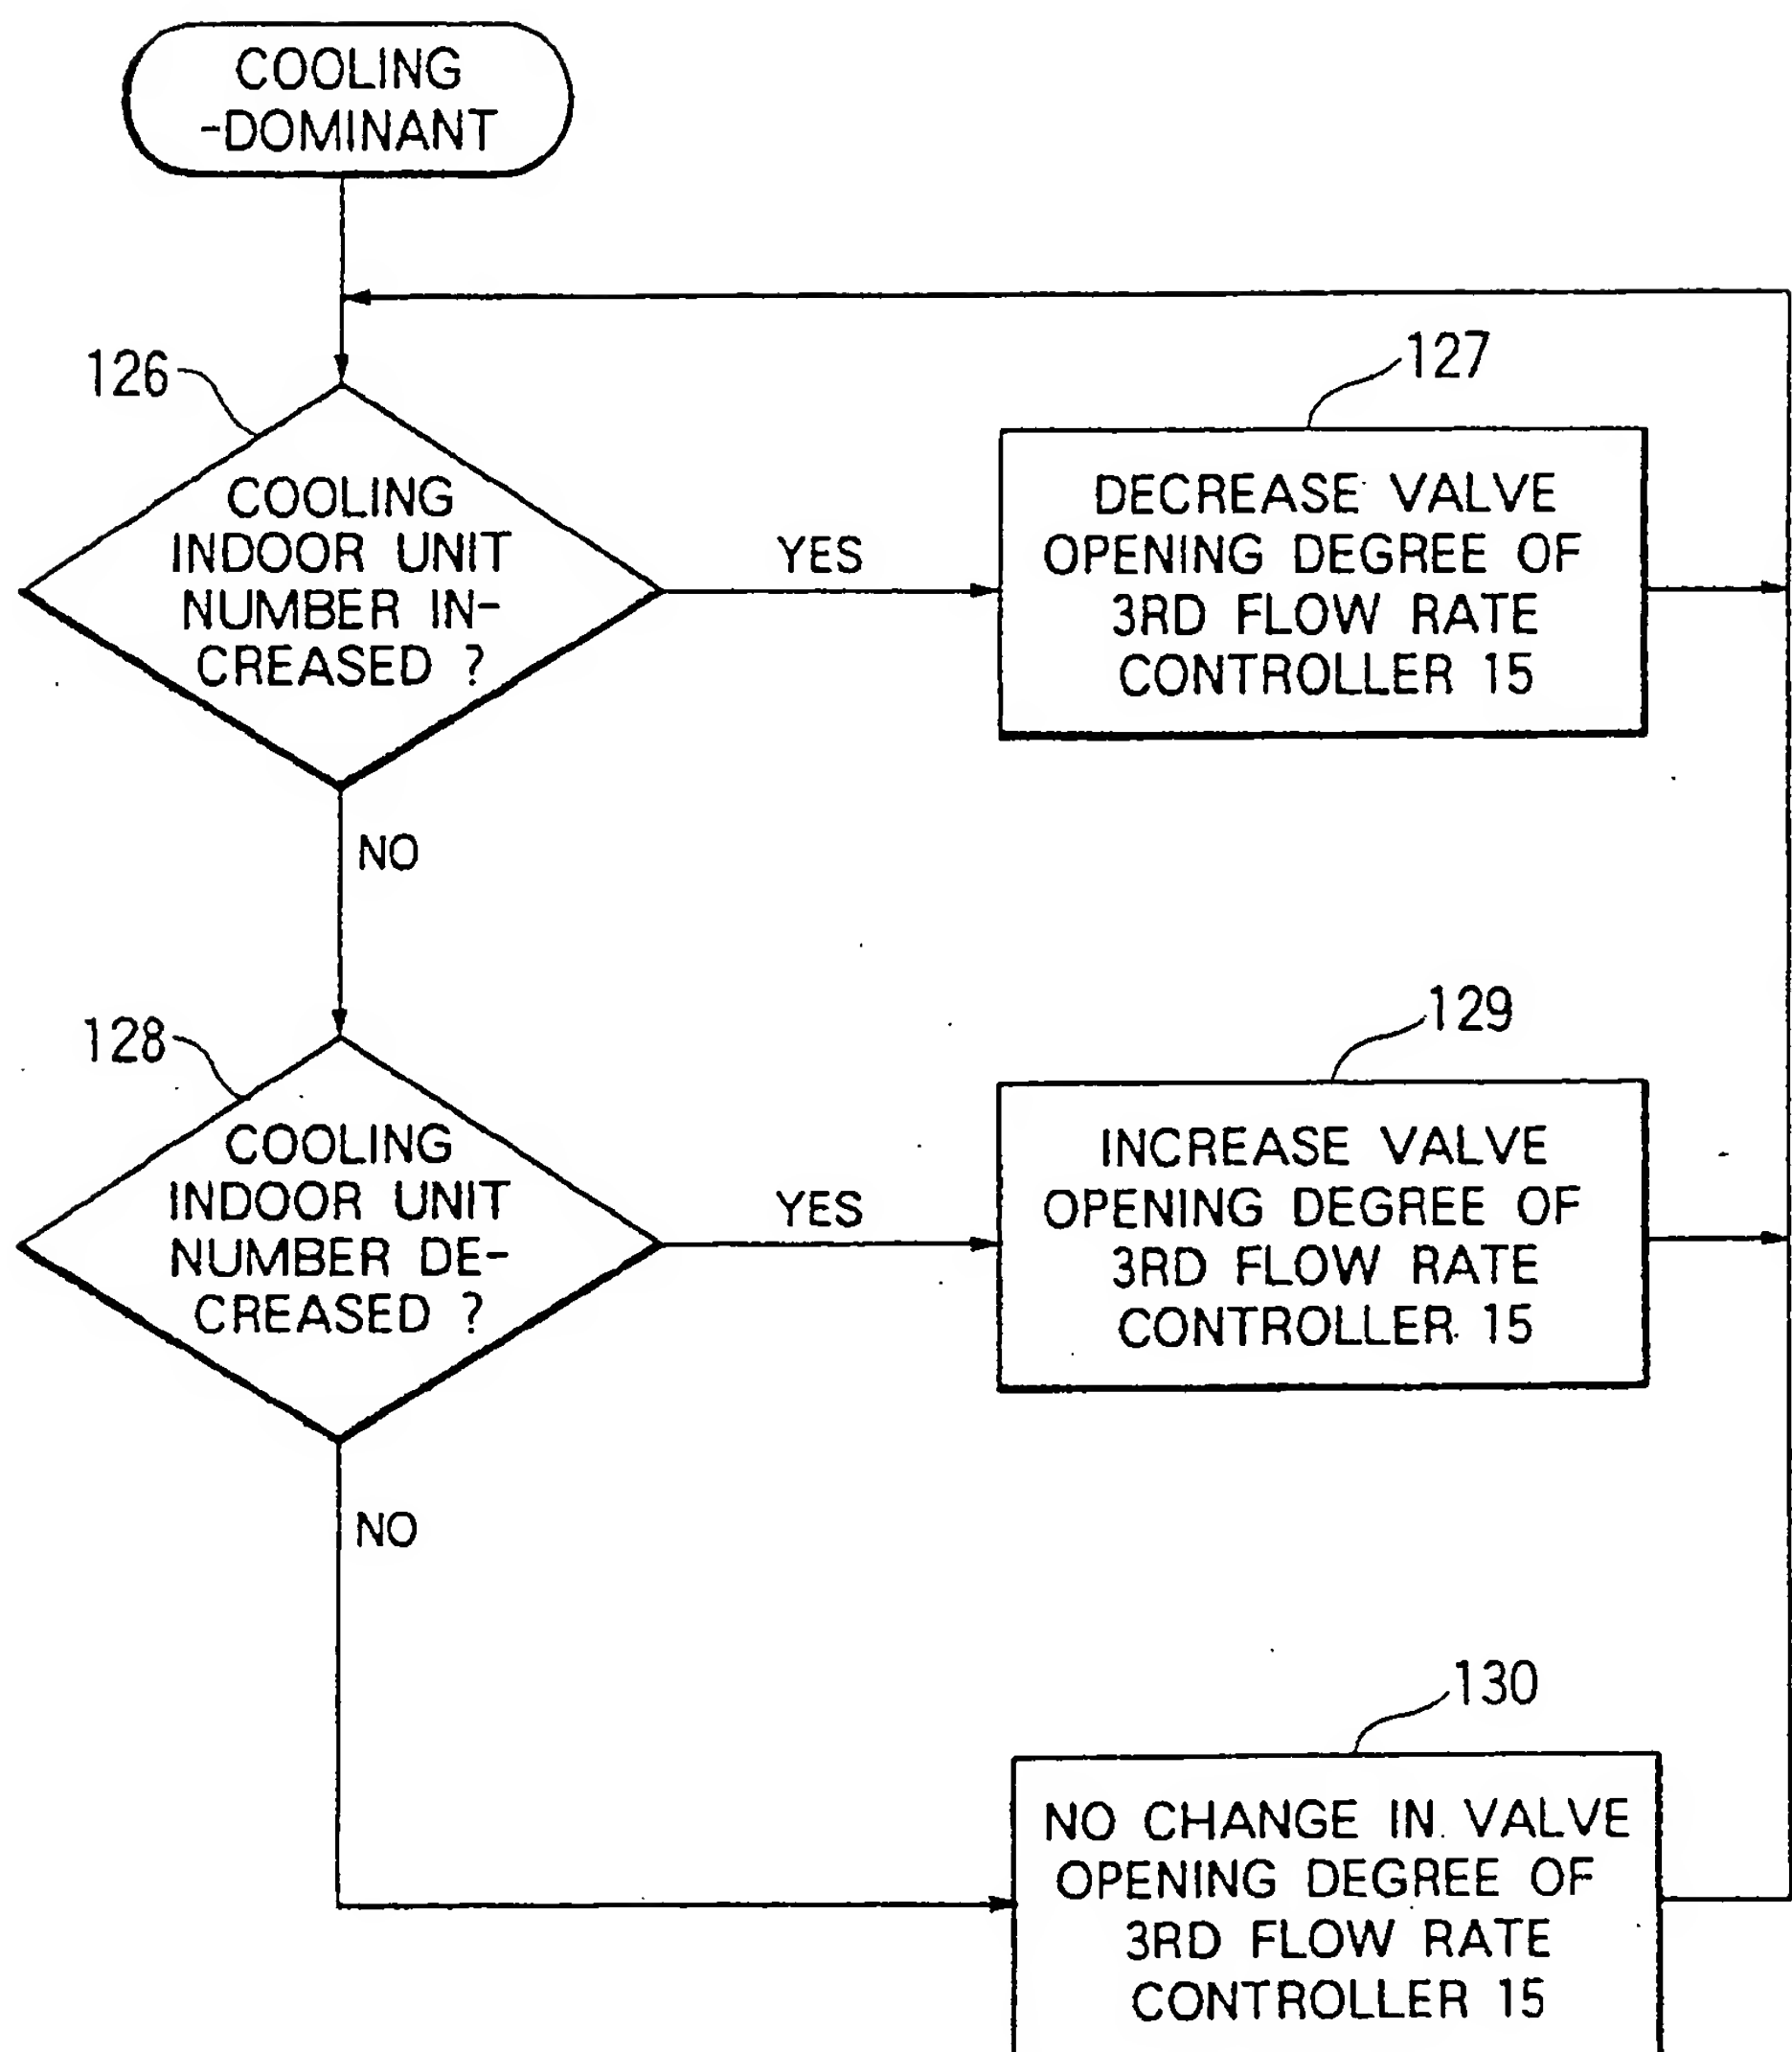 COOLING
-DOMINANT
126
127
COOLING
INDOOR UNIT
NUMBER IN-
CREASED ?
YES
DECREASE VALVE
OPENING DEGREE OF
3RD FLOW RATE
CONTROLLER 15
NO
128
129
COOLING
INDOOR UNIT
NUMBER DE-
CREASED ?
YES
INCREASE VALVE
OPENING DEGREE OF
3RD FLOW RATE
CONTROLLER 15
NO
130
NO CHANGE IN VALVE
OPENING DEGREE OF
3RD FLOW RATE
CONTROLLER 15